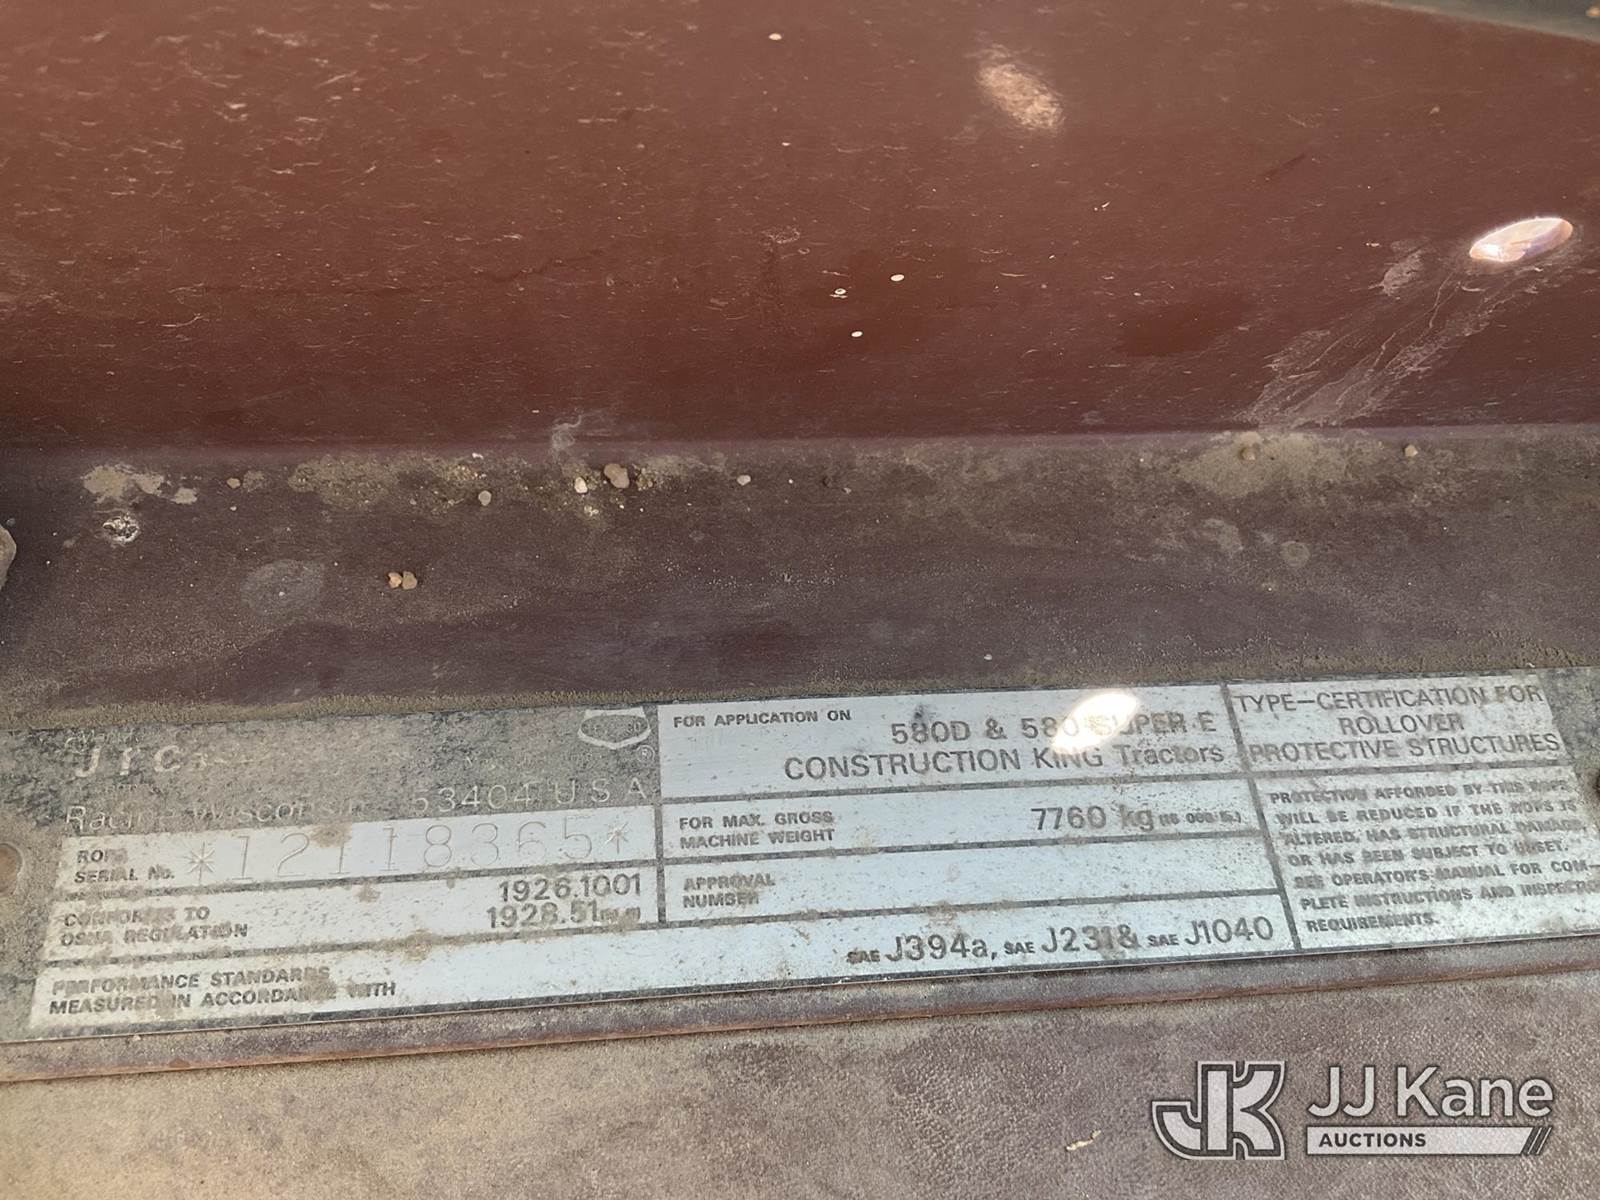 Racine Wisconsin 53404 USA
ROPS
SERIAL No. *12118365*
CONFORMS TO
OSHA REGULATION
1926.1001
1928.51
PERFORMANCE STANDARDS
MEASURED IN ACCORDANCE WITH
SAE J394a, SAE J231& SAE J1040
FOR APPLICATION ON
580D & 580 SUPER E
CONSTRUCTION KING Tractors
FOR MAX. GROSS
MACHINE WEIGHT
7760 kg
APPROVAL
NUMBER
TYPE-CERTIFICATION FOR
ROLLOVER
PROTECTIVE STRUCTURES
PROTECTION AFFORDED BY THIS ROPS
WILL BE REDUCED IF THE ROPS IS
ALTERED, HAS STRUCTURAL DAMAGE,
OR HAS BEEN SUBJECT TO UPSET.
SEE OPERATOR'S MANUAL FOR COM-
PLETE INSTRUCTIONS AND INSPECTION
REQUIREMENTS.
JK JJ Kane
AUCTIONS